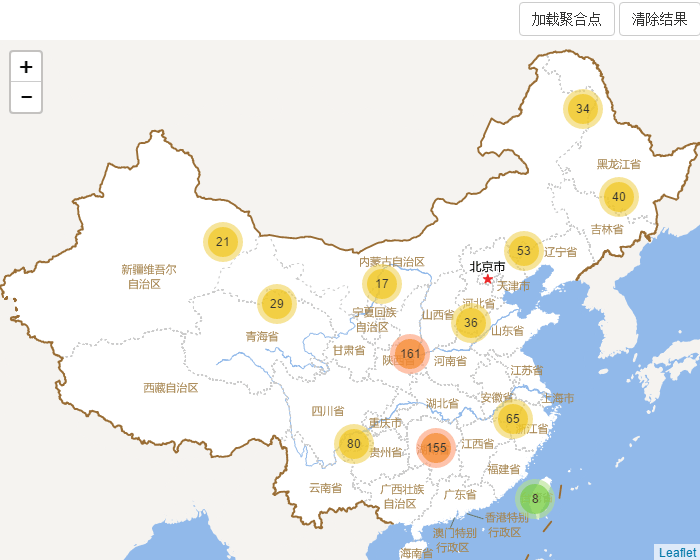 加载聚合点
清除结果
+
−
34
黑龙江省
40
吉林省
21
53
辽宁省
内蒙古自治区
北京市
新疆维吾尔
自治区
17
天津市
29
宁夏回族
自治区
河北省
山西省
36
山东省
青海省
甘肃省
161
河南省
江苏省
西藏自治区
安徽省
上海市
四川省
湖北省
重庆市
65
浙江省
80
贵州省
155
江西省
福建省
云南省
广西壮族
自治区
广东省
8
香港特别
行政区
澳门特别
行政区
海南省
Leaflet